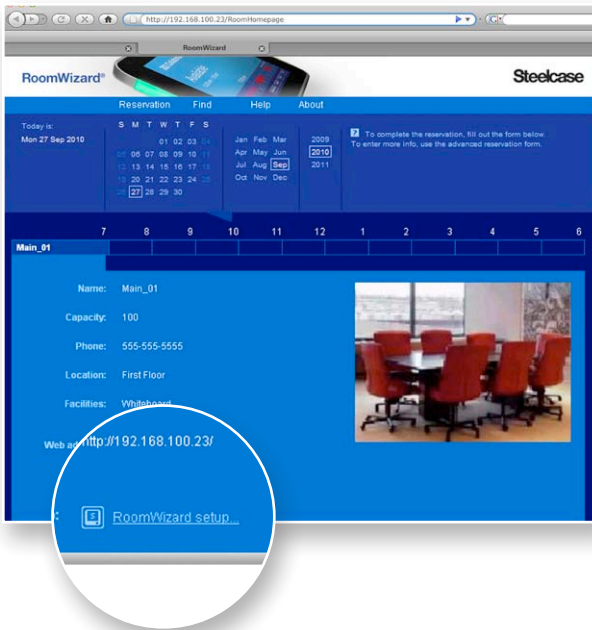 http://192.168.100.23/RoomHomepage
RoomWizard
RoomWizard®
Steelcase
Reservation Find Help About
Today is:
Mon 27 Sep 2010
S M T W T F S
01 02 03 04
05 06 07 08 09 10 11
12 13 14 15 16 17 18
19 20 21 22 23 24 25
26 27 28 29 30
Jan Feb Mar
Apr May Jun
Jul Aug Sep
Oct Nov Dec
2009
2010
2011
? To complete the reservation, fill out the form below.
To enter more info, use the advanced reservation form.
7 8 9 10 11 12 1 2 3 4 5 6
Main_01
Name: Main_01
Capacity: 100
Phone: 555-555-5555
Location: First Floor
Facilities: Whiteboard
Web ad http://192.168.100.23/
: RoomWizard setup...